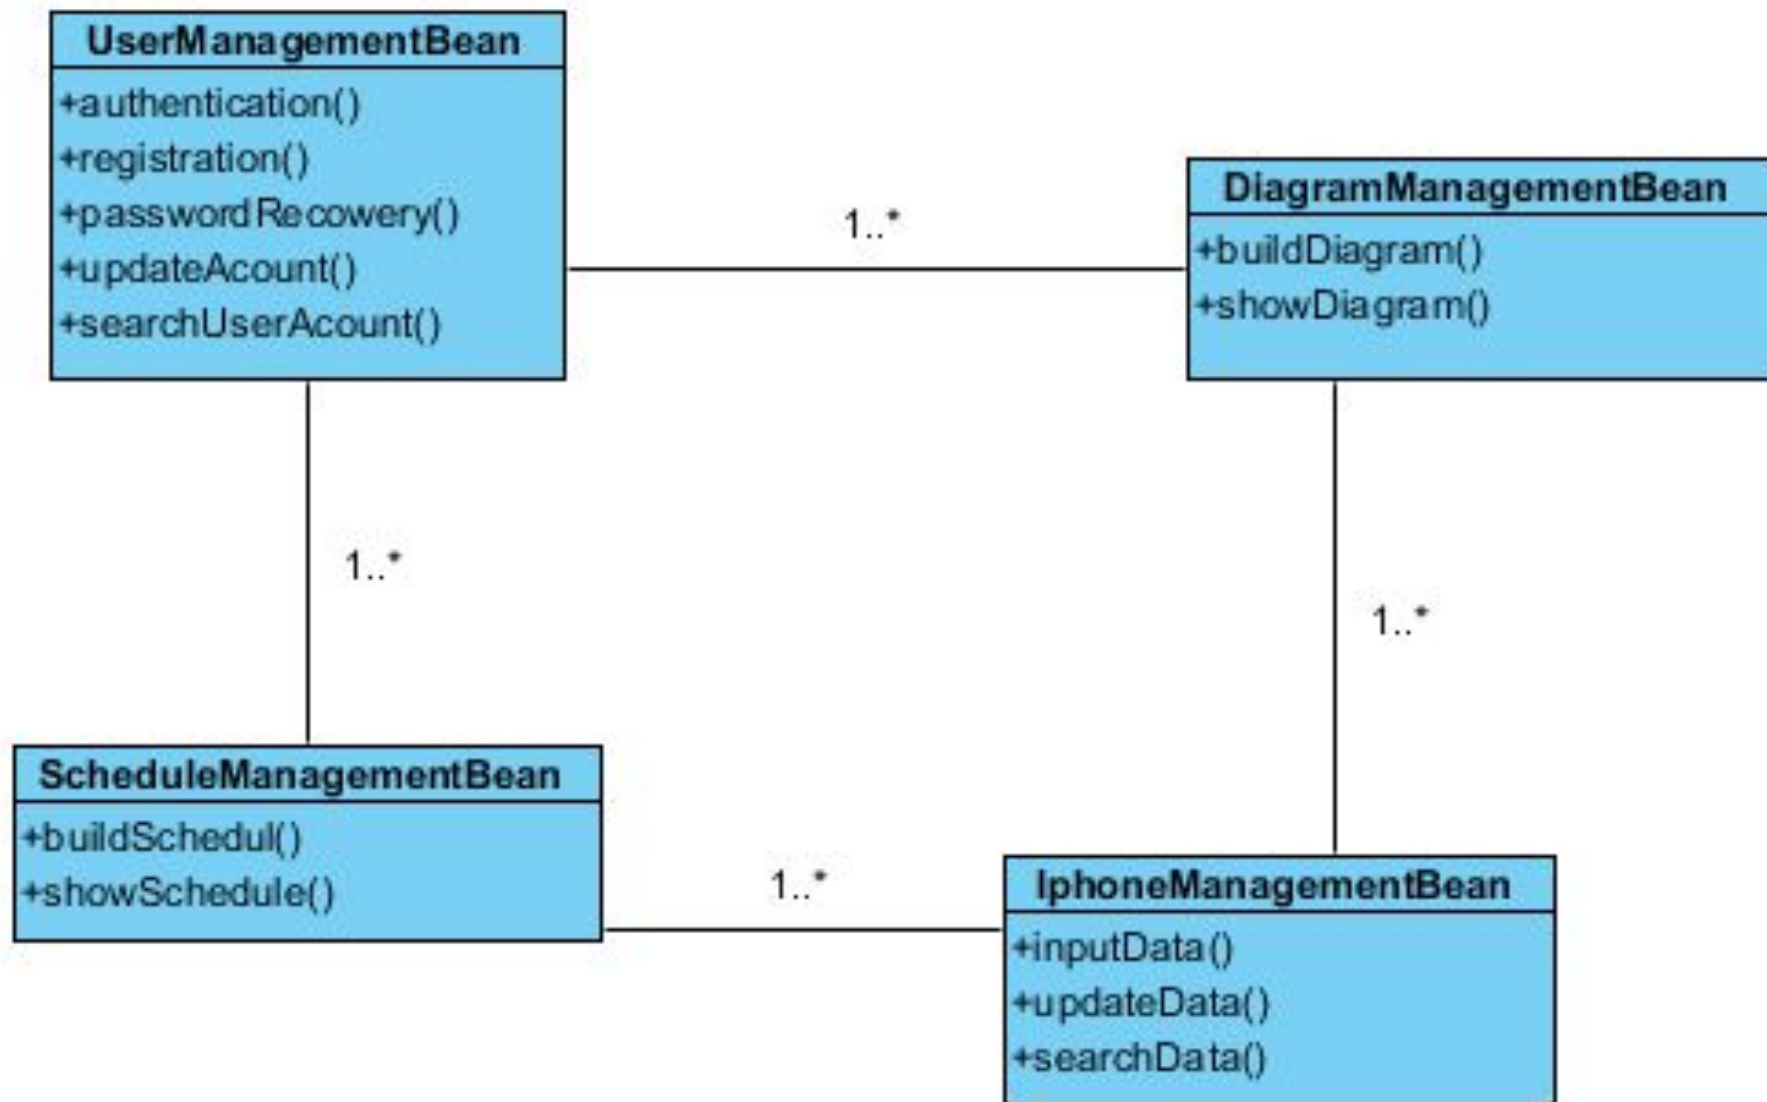 UserManagementBean
+authentication()
+registration()
+passwordRecowery()
+updateAcount()
+searchUserAcount()
1..*
DiagramManagementBean
+buildDiagram()
+showDiagram()
1..*
1..*
ScheduleManagementBean
+buildSchedul()
+showSchedule()
1..*
IphoneManagementBean
+inputData()
+updateData()
+searchData()